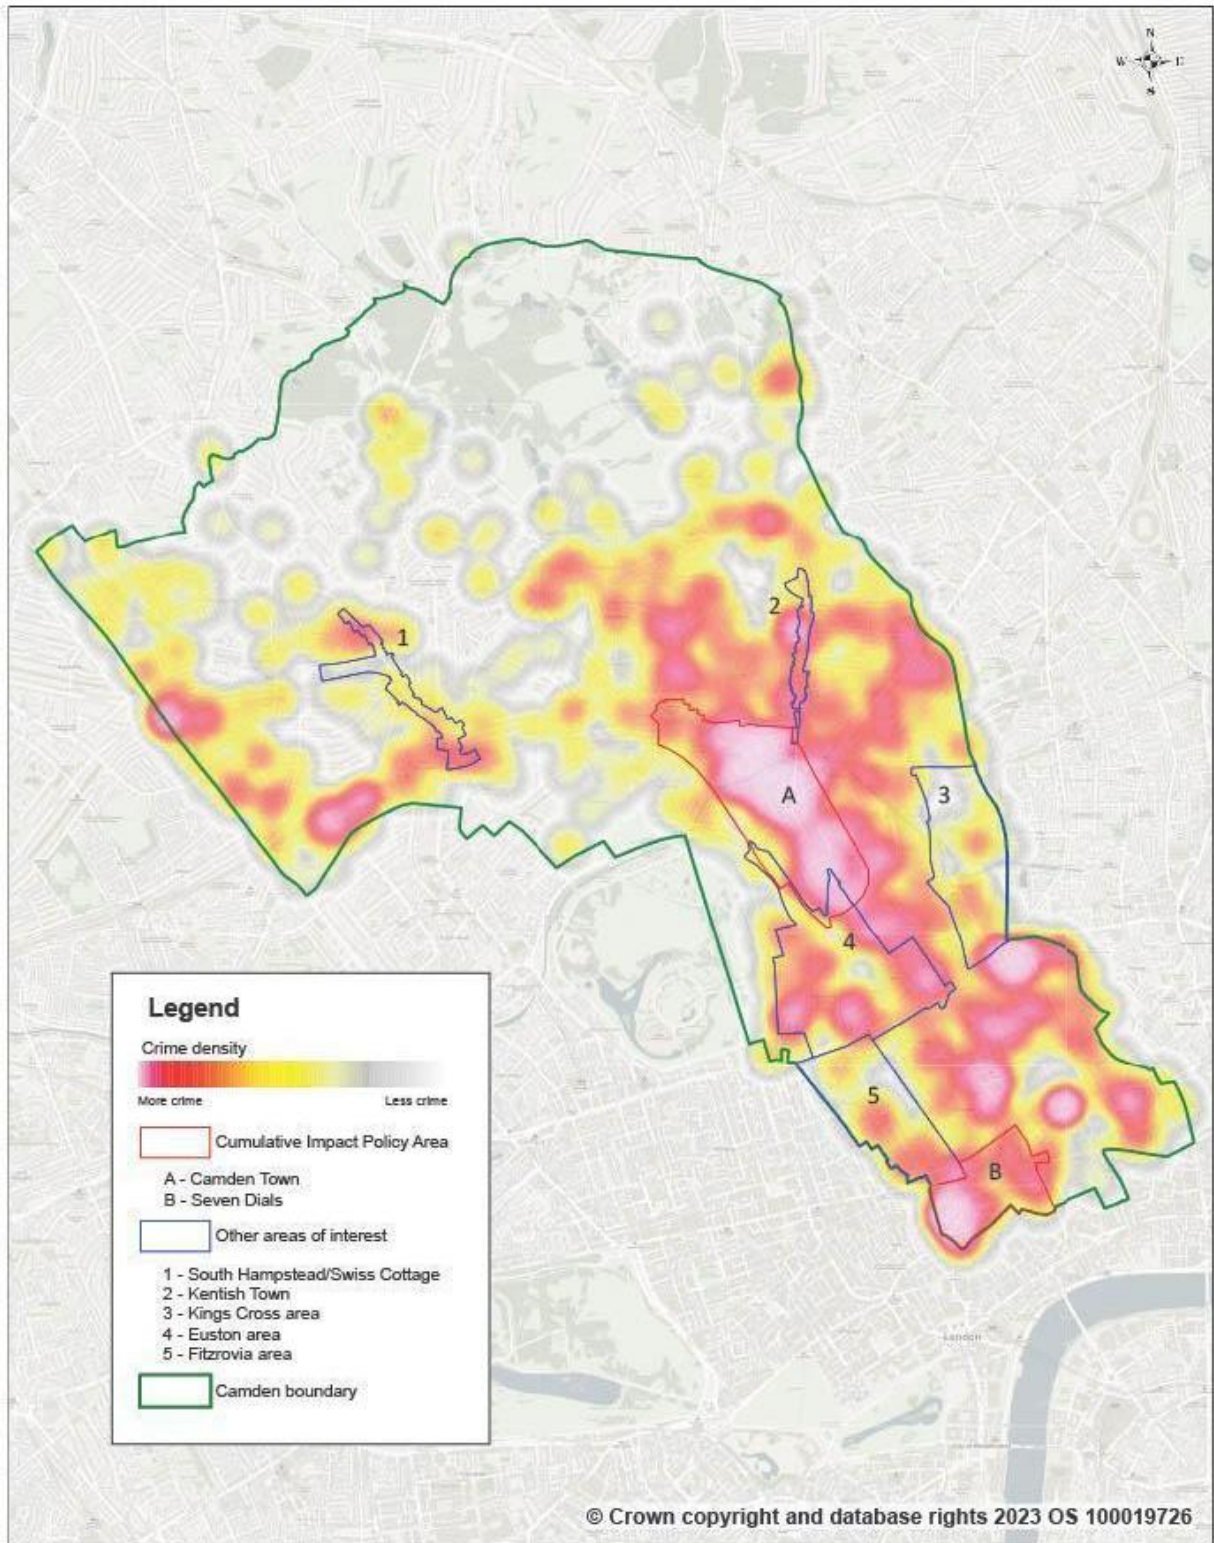 N
W E
S
1
2
A
3
4
5
B
Legend
Crime density
More crime Less crime
Cumulative Impact Policy Area
A - Camden Town
B - Seven Dials
Other areas of interest
1 - South Hampstead/Swiss Cottage
2 - Kentish Town
3 - Kings Cross area
4 - Euston area
5 - Fitzrovia area
Camden boundary
LONDON
© Crown copyright and database rights 2023 OS 100019726